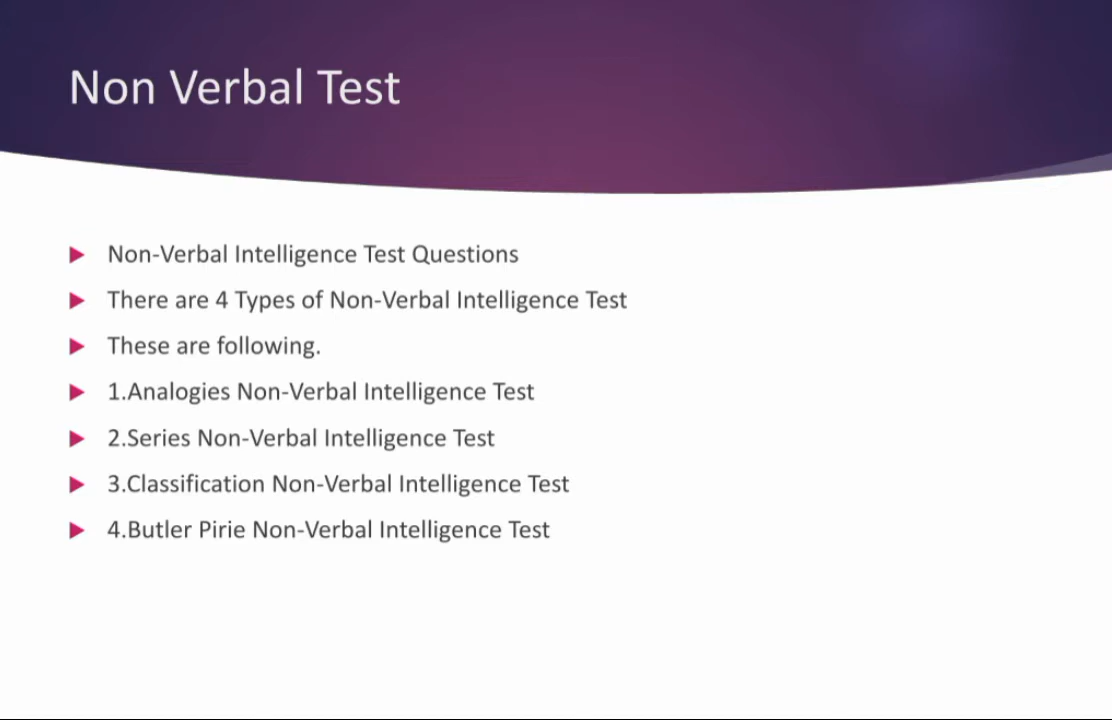 Non Verbal Test
Non-Verbal Intelligence Test Questions
There are 4 Types of Non-Verbal Intelligence Test
These are following.
1.Analogies Non-Verbal Intelligence Test
2.Series Non-Verbal Intelligence Test
3.Classification Non-Verbal Intelligence Test
4.Butler Pirie Non-Verbal Intelligence Test